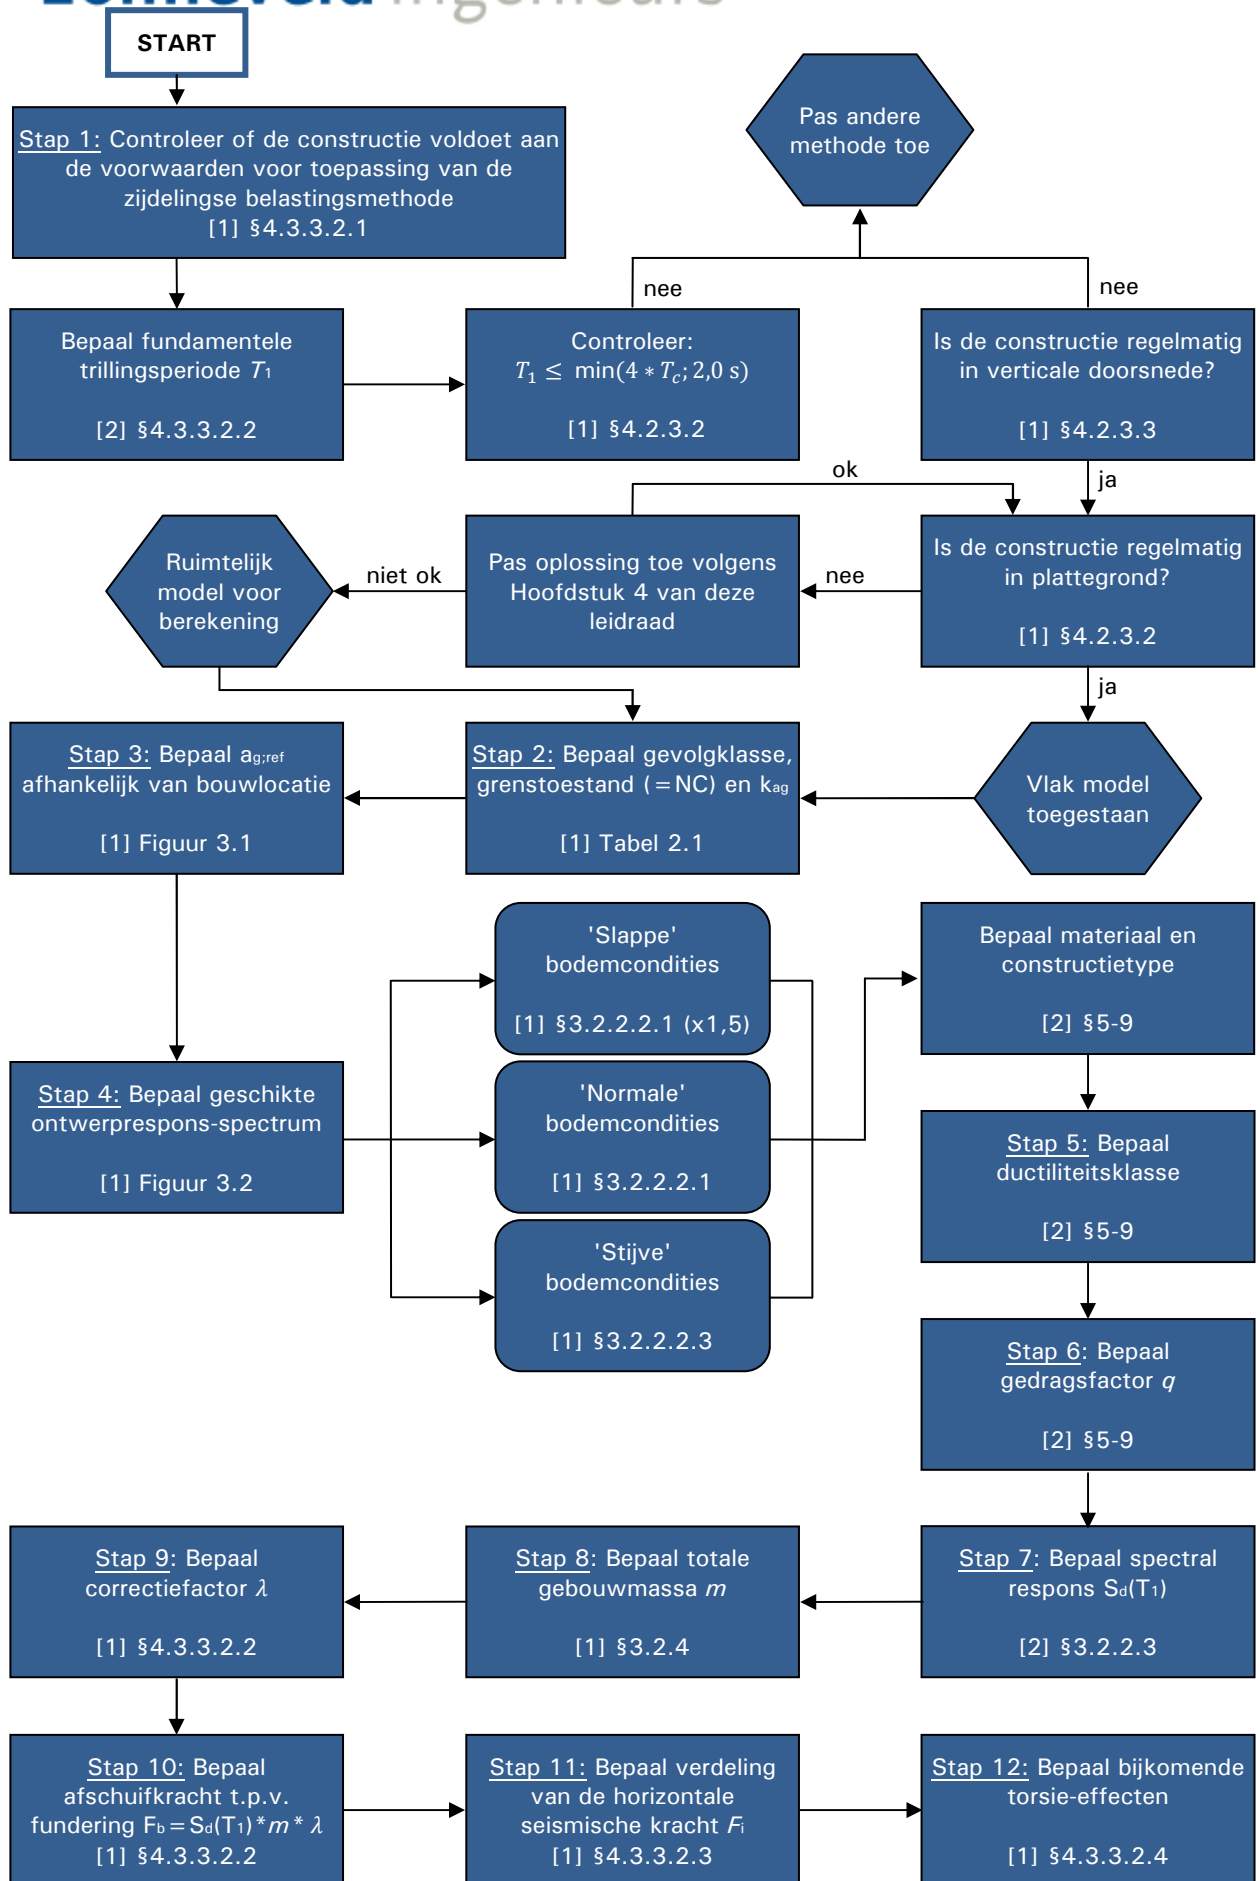 START
Stap 1: Controleer of de constructie voldoet aan
de voorwaarden voor toepassing van de
zijdelingse belastingsmethode
[1] §4.3.3.2.1
Pas andere
methode toe
nee
nee
Bepaal fundamentele
trillingsperiode T1
[2] §4.3.3.2.2
Controleer:
T₁ ≤ min(4 * T꜀; 2,0 s)
[1] §4.2.3.2
Is de constructie regelmatig
in verticale doorsnede?
[1] §4.2.3.3
ok
ja
Ruimtelijk
model voor
berekening
niet ok
Pas oplossing toe volgens
Hoofdstuk 4 van deze
leidraad
nee
Is de constructie regelmatig
in plattegrond?
[1] §4.2.3.2
ja
Stap 3: Bepaal ag;ref
afhankelijk van bouwlocatie
[1] Figuur 3.1
Stap 2: Bepaal gevolgklasse,
grenstoestand (=NC) en kag
[1] Tabel 2.1
Vlak model
toegestaan
'Slappe'
bodemcondities
[1] §3.2.2.2.1 (x1,5)
Bepaal materiaal en
constructietype
[2] §5-9
Stap 4: Bepaal geschikte
ontwerprespons-spectrum
[1] Figuur 3.2
'Normale'
bodemcondities
[1] §3.2.2.2.1
Stap 5: Bepaal
ductiliteitsklasse
[2] §5-9
'Stijve'
bodemcondities
[1] §3.2.2.2.3
Stap 6: Bepaal
gedragsfactor q
[2] §5-9
Stap 9: Bepaal
correctiefactor λ
[1] §4.3.3.2.2
Stap 8: Bepaal totale
gebouwmassa m
[1] §3.2.4
Stap 7: Bepaal spectral
respons Sd(T1)
[2] §3.2.2.3
Stap 10: Bepaal
afschuifkracht t.p.v.
fundering Fb=Sd(T1)*m* λ
[1] §4.3.3.2.2
Stap 11: Bepaal verdeling
van de horizontale
seismische kracht Fi
[1] §4.3.3.2.3
Stap 12: Bepaal bijkomende
torsie-effecten
[1] §4.3.3.2.4